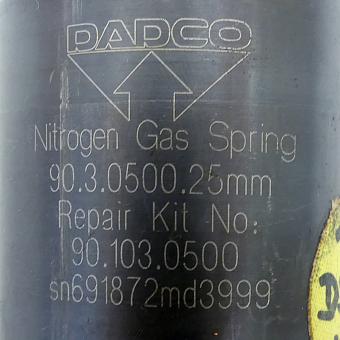 DADCO
Nitrogen Gas Spring
90.3.0500.25mm
Repair Kit No:
90.103.0500
sn691872md3999